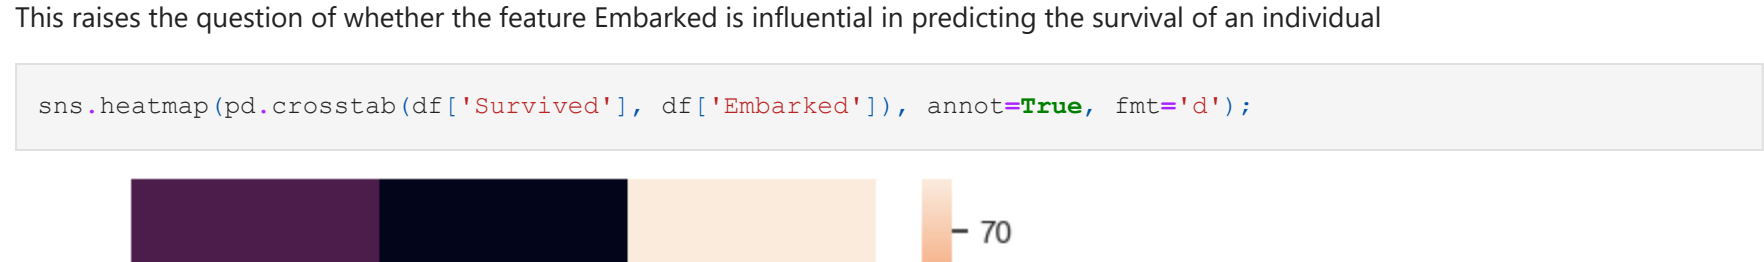 This raises the question of whether the feature Embarked is influential in predicting the survival of an individual
sns.heatmap(pd.crosstab(df['Survived'], df['Embarked']), annot=True, fmt='d');
70